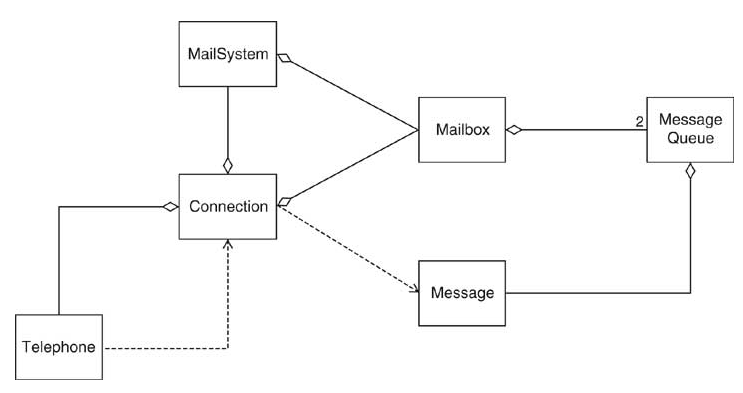 MailSystem
Mailbox
2
Message
Queue
Connection
Message
Telephone